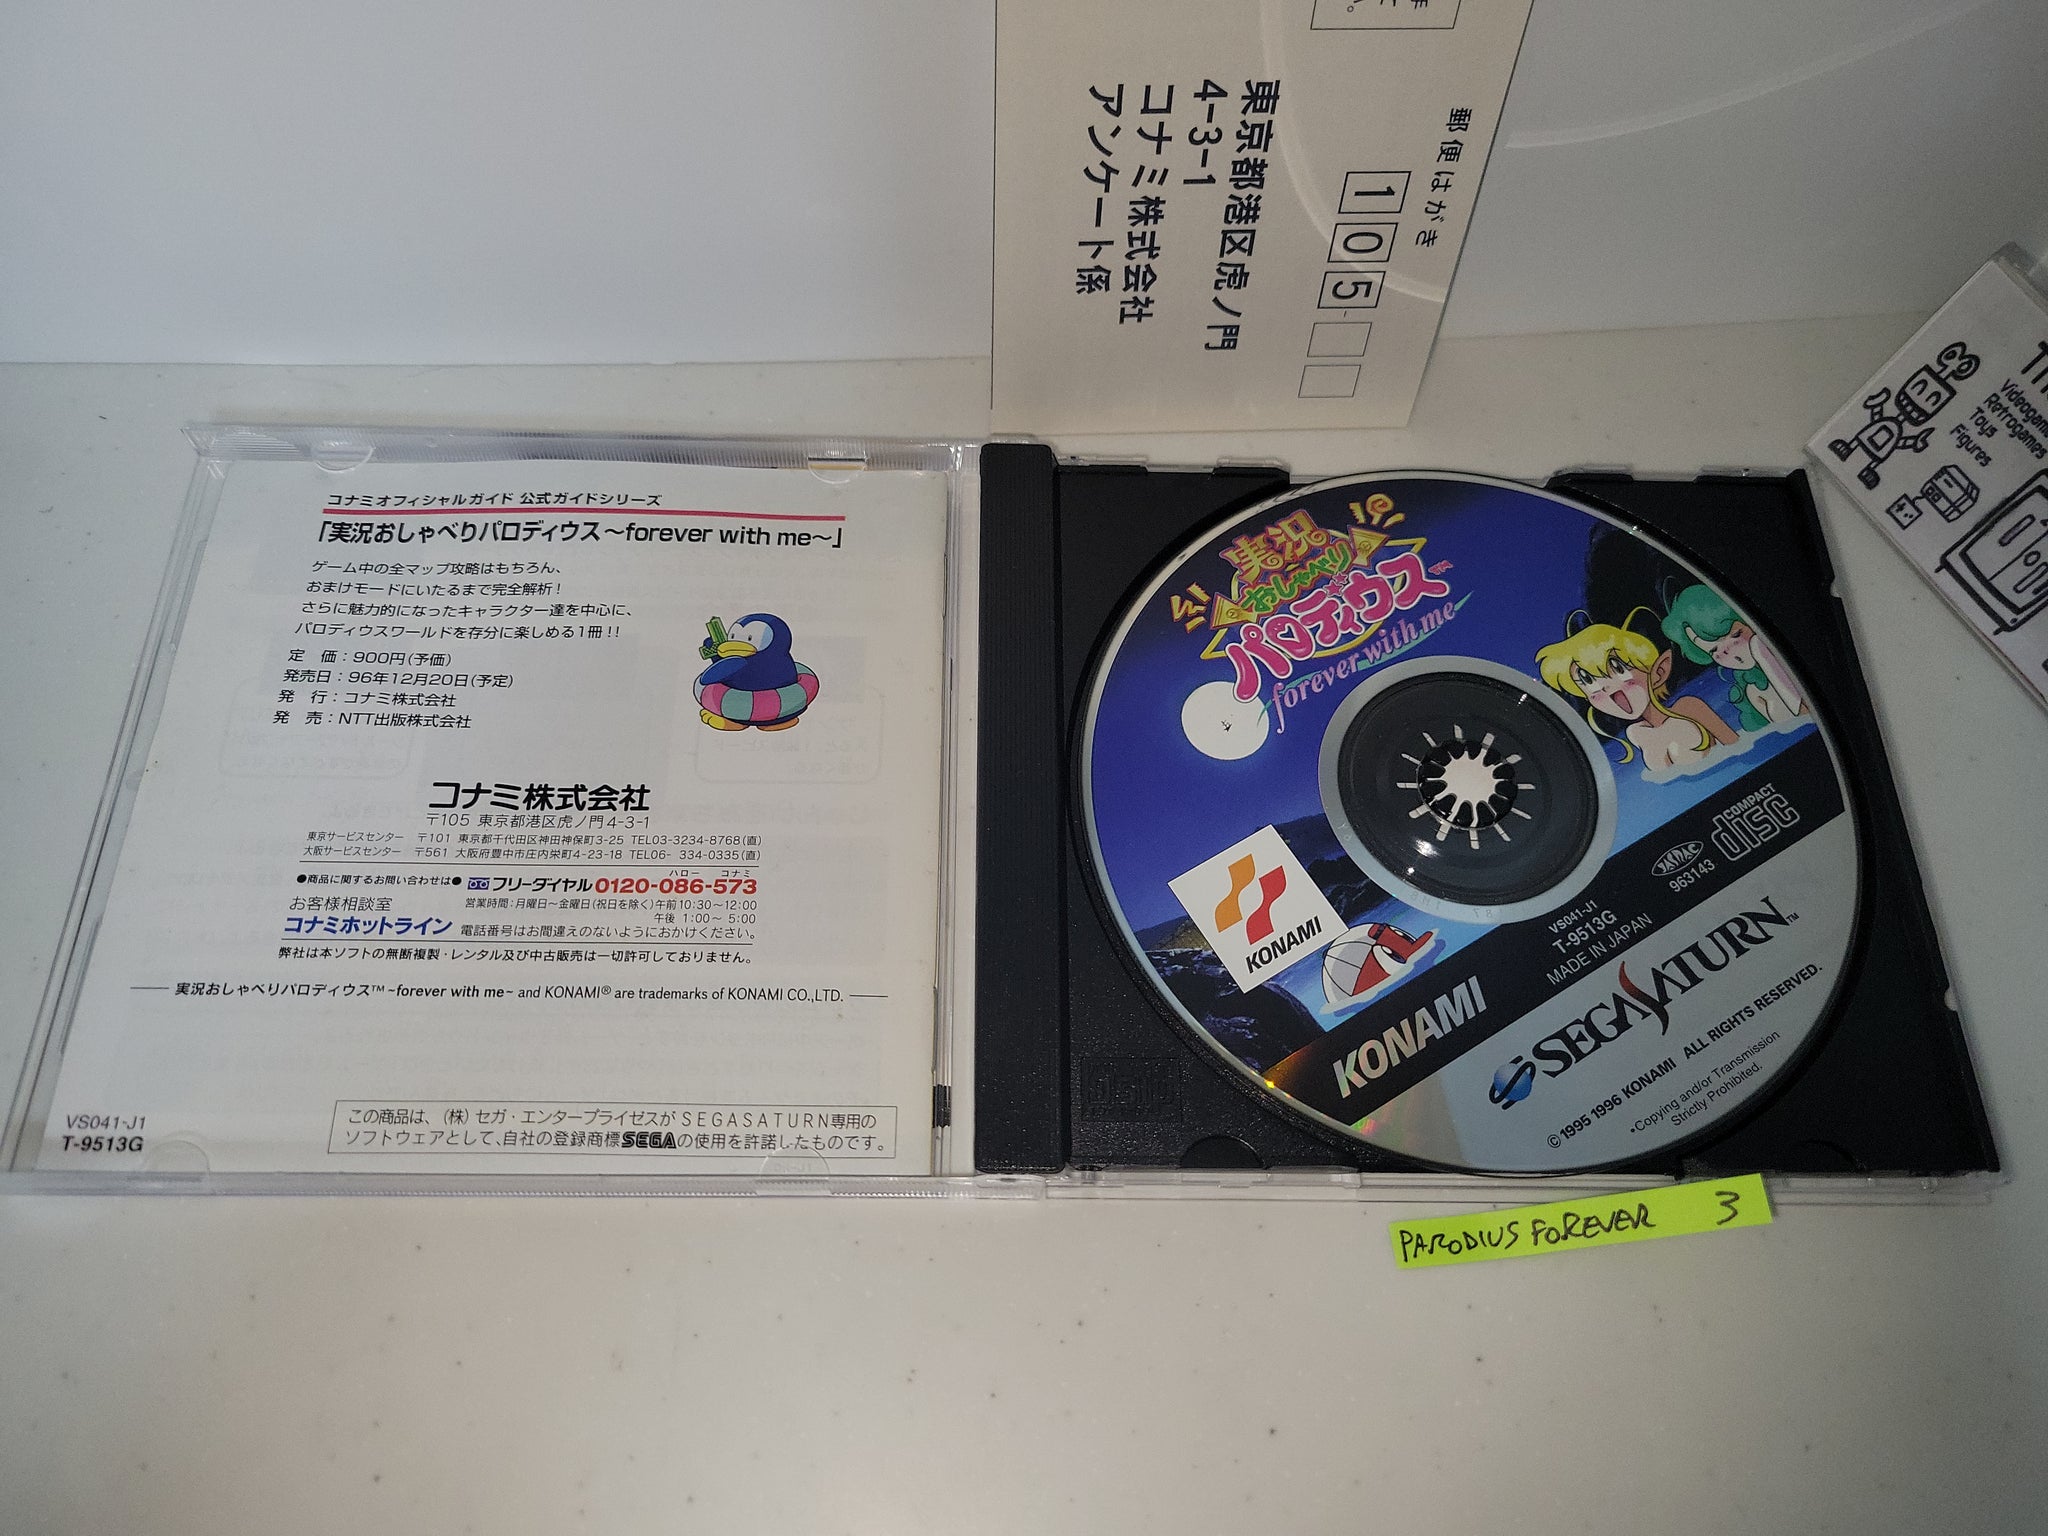 郵便はがき
105
東京都港区虎ノ門
4-3-1
コナミ株式会社
アンケート係
Toys
Figures
コナミオフィシャルガイド 公式ガイドシリーズ
「実況おしゃべりパロディウス〜forever with me〜」
ゲーム中の全マップ攻略はもちろん、
おまけモードにいたるまで完全解析！
さらに魅力的になったキャラクター達を中心に、
パロディウスワールドを存分に楽しめる1冊！！
定　価：900円(予価)
発売日：96年12月20日(予定)
発　行：コナミ株式会社
発　売：NTT出版株式会社
コナミ株式会社
〒105 東京都港区虎ノ門4-3-1
東京サービスセンター 〒101 東京都千代田区神田神保町3-25 TEL03-3234-8768(直)
大阪サービスセンター 〒561 大阪府豊中市庄内栄町4-23-18 TEL06- 334-0335(直)
ハロー コナミ
●商品に関するお問い合わせは● フリーダイヤル 0120-086-573
お客様相談室 営業時間：月曜日〜金曜日(祝日を除く)午前10:30〜12:00
午後 1:00〜 5:00
コナミホットライン 電話番号はお間違えのないようにおかけください。
弊社は本ソフトの無断複製・レンタル及び中古販売は一切許可しておりません。
実況おしゃべりパロディウス™ ~forever with me~ and KONAMI® are trademarks of KONAMI CO.,LTD.
VS041-J1
T-9513G
この商品は、(株) セガ・エンタープライゼスがSEGASATURN専用の
ソフトウェアとして、自社の登録商標SEGAの使用を許諾したものです。
実況
おしゃべり
パロディウス™
forever with me
KONAMI
COMPACT
disc
JASRAC
963143
VS041-J1
T-9513G
MADE IN JAPAN
KONAMI
SEGA SATURN™
©1995 1996 KONAMI ALL RIGHTS RESERVED.
•Copying and/or Transmission
Strictly Prohibited.
PARODIUS FOREVER 3